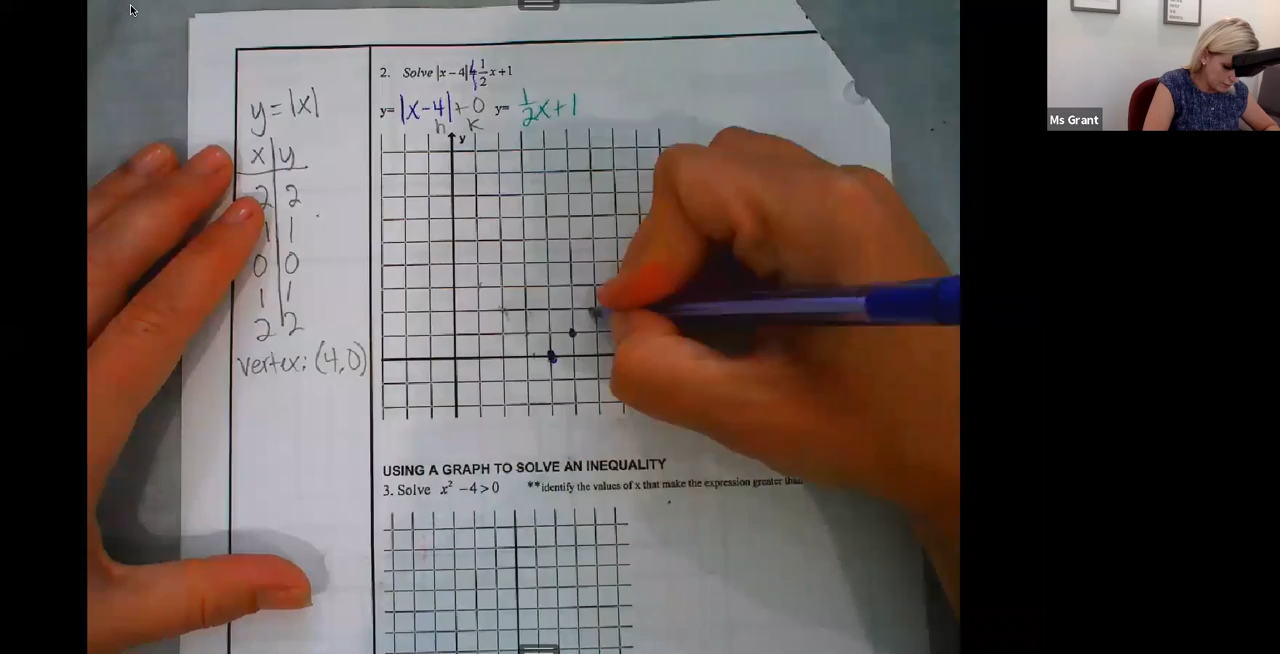 2. Solve |x-4|=½x+1
y=|x-4|+0 y=½x+1
h K
y
y=|x|
x y
2 2
1 1
0 0
1 1
2 2
vertex: (4,0)
USING A GRAPH TO SOLVE AN INEQUALITY
3. Solve x² -4>0 **identify the values of x that make the expression greater than
Ms Grant